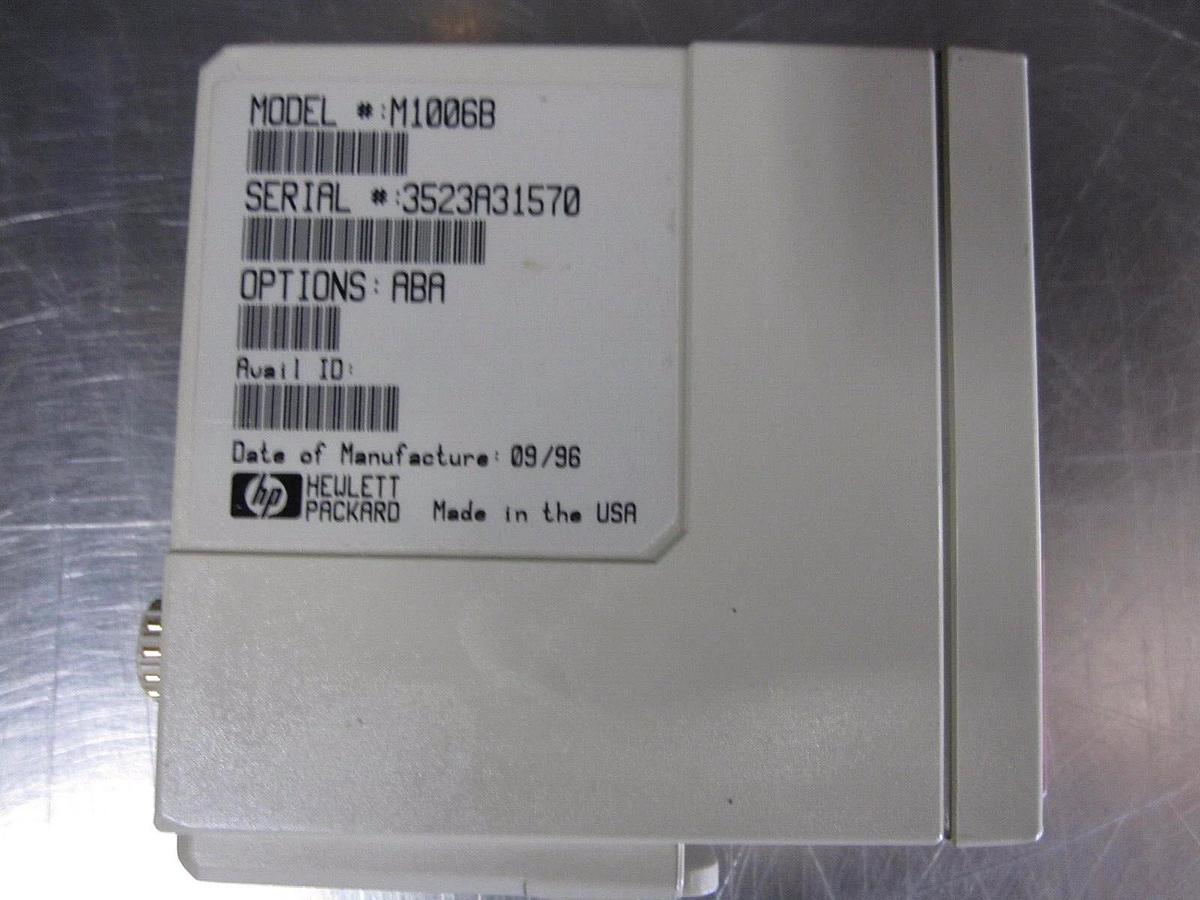 MODEL #:M1006B
SERIAL #:3523A31570
OPTIONS: ABA
Avail ID:
Date of Manufacture: 09/96
hp HEWLETT
PACKARD Made in the USA